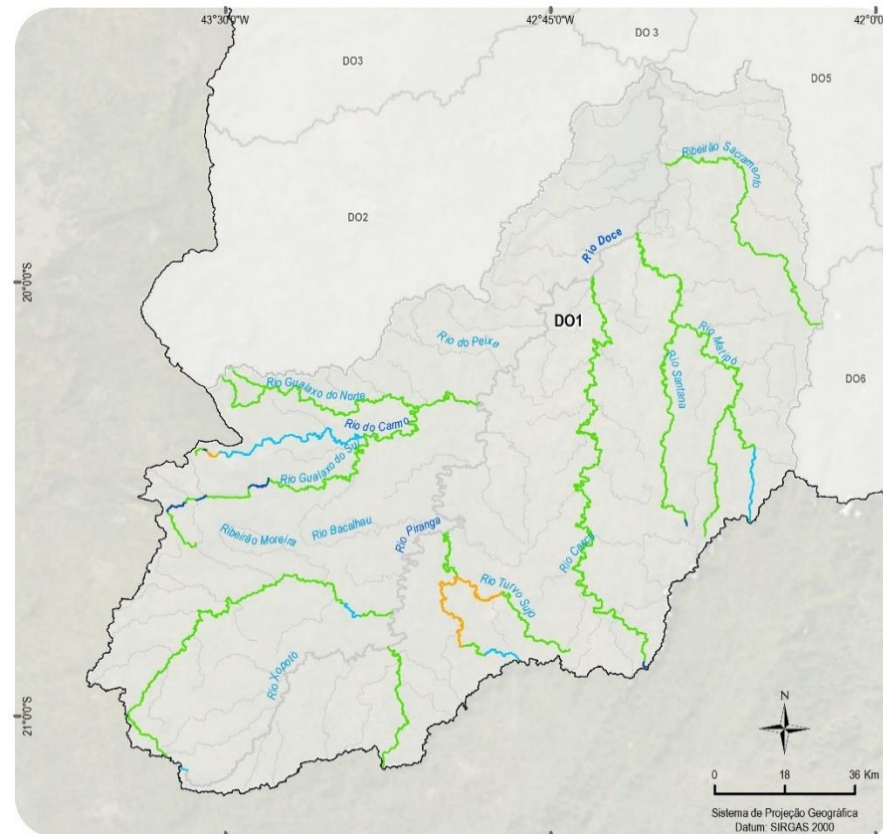 43°30'0"W
42°45'0"W
42°0'0"W
DO 3
DO3
DO5
Ribeirão Sacramento
DO2
Rio Doce
20°0'0"S
DO1
Rio do Peixe
Rio Matipó
DO6
Rio Santana
Rio Gualaxo do Norte
Rio do Carmo
Rio Gualaxo do Sul
Ribeirão Moreira
Rio Bacalhau
Rio Piranga
Rio Casca
Rio Turvo Sujo
Rio Xopotó
21°0'0"S
N
0 18 36 Km
Sistema de Projeção Geográfica
Datum: SIRGAS 2000